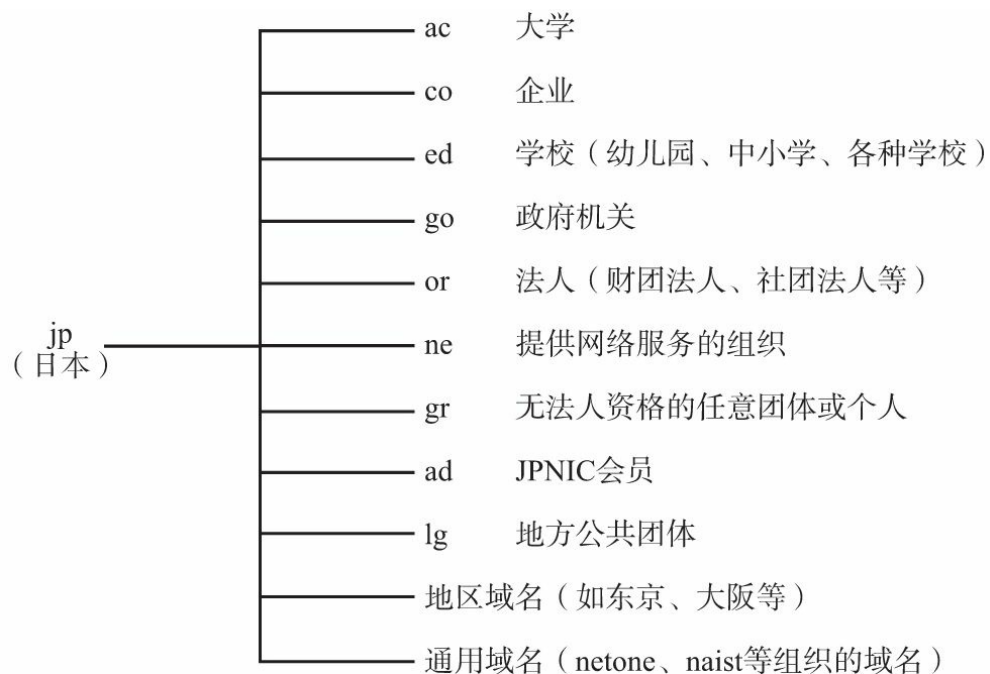 ac 大学
co 企业
ed 学校（幼儿园、中小学、各种学校）
go 政府机关
or 法人（财团法人、社团法人等）
jp
（日本）
ne 提供网络服务的组织
gr 无法人资格的任意团体或个人
ad JPNIC会员
lg 地方公共团体
地区域名（如东京、大阪等）
通用域名（netone、naist等组织的域名）